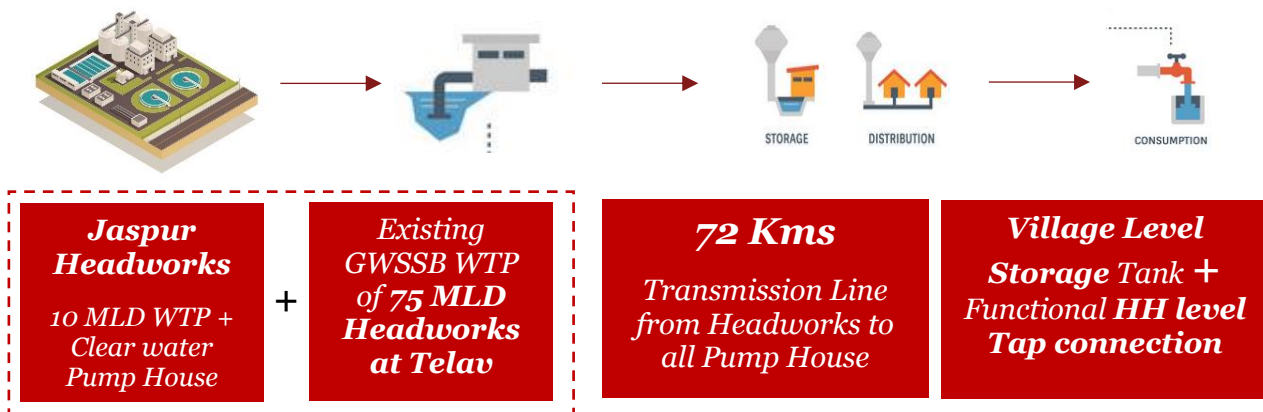 STORAGE
DISTRIBUTION
CONSUMPTION
Jaspur
Headworks
10 MLD WTP +
Clear water
Pump House
+
Existing
GWSSB WTP
of 75 MLD
Headworks
at Telav
72 Kms
Transmission Line
from Headworks to
all Pump House
Village Level
Storage Tank +
Functional HH level
Tap connection